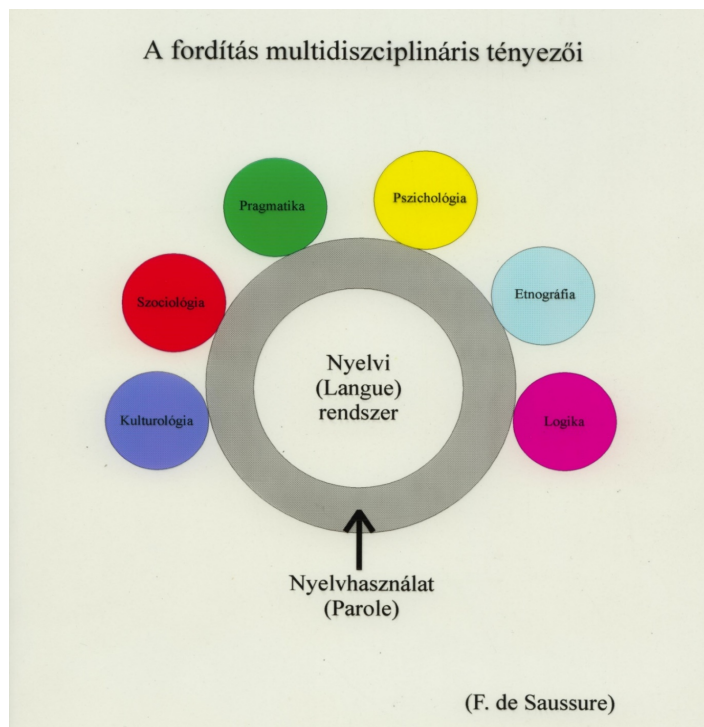 A fordítás multidiszciplináris tényezői
Pragmatika
Pszichológia
Szociológia
Etnográfia
Kulturológia
Logika
Nyelvi
(Langue)
rendszer
Nyelvhasználat
(Parole)
(F. de Saussure)